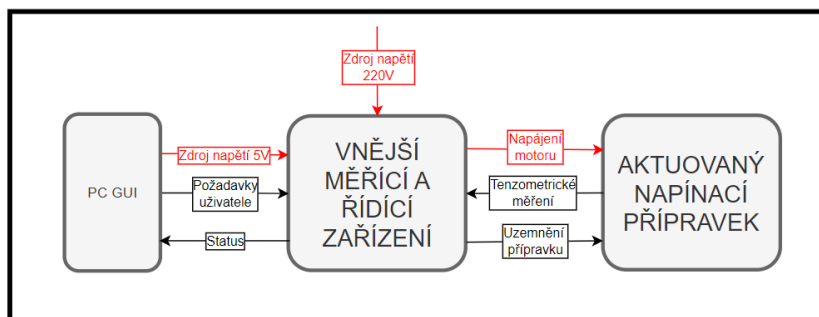 Zdroj napětí
220V
PC GUI
Zdroj napětí 5V
Požadavky
uživatele
Status
VNĚJŠÍ
MĚŘÍCÍ A
ŘÍDÍCÍ
ZAŘÍZENÍ
Napájení
motoru
Tenzometrické
měření
Uzemnění
přípravku
AKTUOVANÝ
NAPÍNACÍ
PŘÍPRAVEK